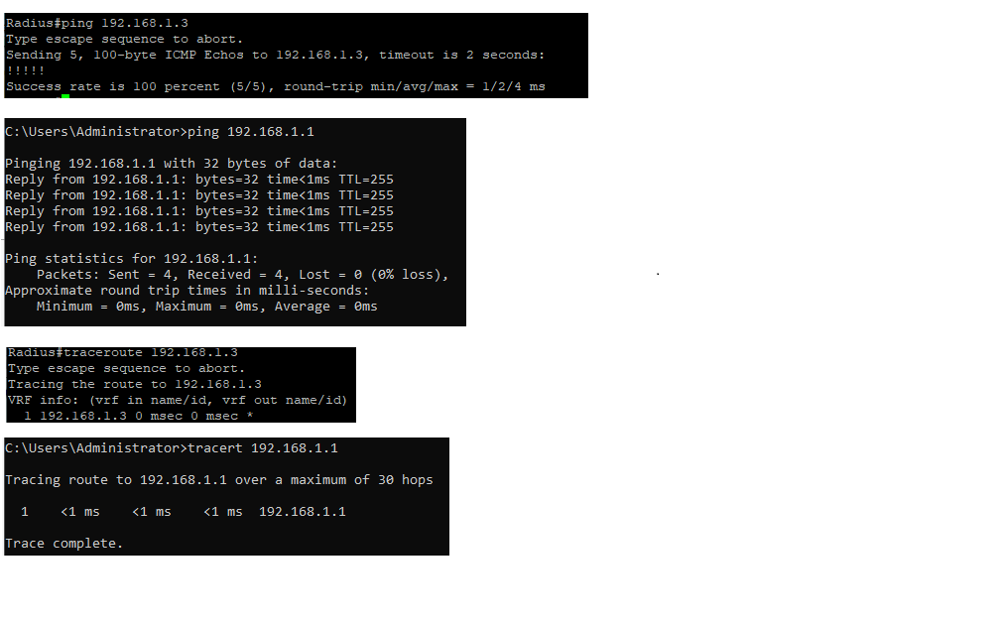 Radius#ping 192.168.1.3
Type escape sequence to abort.
Sending 5, 100-byte ICMP Echos to 192.168.1.3, timeout is 2 seconds:
!!!!!
Success rate is 100 percent (5/5), round-trip min/avg/max = 1/2/4 ms
C:\Users\Administrator>ping 192.168.1.1
Pinging 192.168.1.1 with 32 bytes of data:
Reply from 192.168.1.1: bytes=32 time<1ms TTL=255
Reply from 192.168.1.1: bytes=32 time<1ms TTL=255
Reply from 192.168.1.1: bytes=32 time<1ms TTL=255
Reply from 192.168.1.1: bytes=32 time<1ms TTL=255
Ping statistics for 192.168.1.1:
    Packets: Sent = 4, Received = 4, Lost = 0 (0% loss),
Approximate round trip times in milli-seconds:
    Minimum = 0ms, Maximum = 0ms, Average = 0ms
Radius#traceroute 192.168.1.3
Type escape sequence to abort.
Tracing the route to 192.168.1.3
VRF info: (vrf in name/id, vrf out name/id)
  1 192.168.1.3 0 msec 0 msec *
C:\Users\Administrator>tracert 192.168.1.1
Tracing route to 192.168.1.1 over a maximum of 30 hops
  1    <1 ms    <1 ms    <1 ms  192.168.1.1
Trace complete.